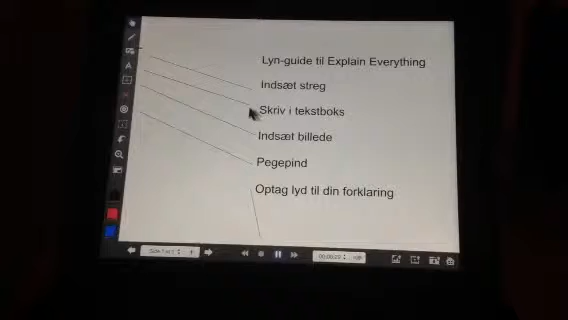 Lyn-guide til Explain Everything
Indsæt streg
Skriv i tekstboks
Indsæt billede
Pegepind
Optag lyd til din forklaring